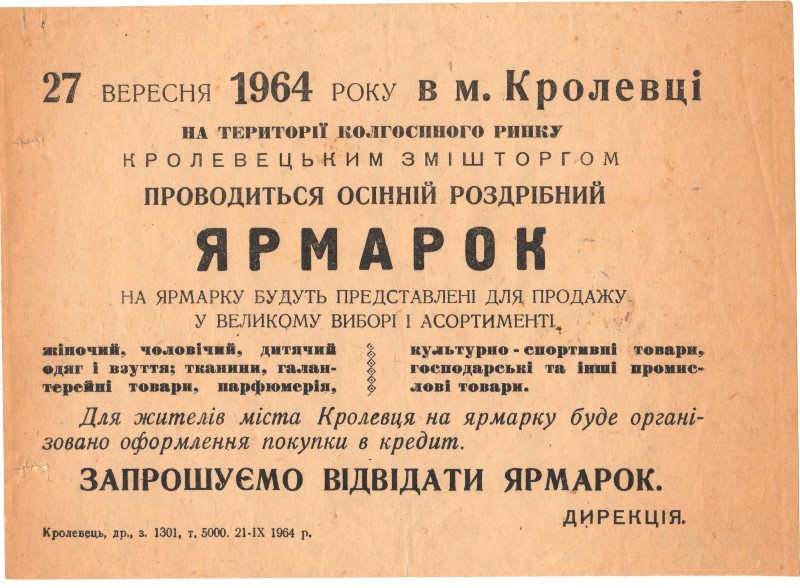 27 ВЕРЕСНЯ 1964 РОКУ в м. Кролевці
НА ТЕРИТОРІЇ КОЛГОСПНОГО РИНКУ
КРОЛЕВЕЦЬКИМ ЗМІШТОРГОМ
ПРОВОДИТЬСЯ ОСІННІЙ РОЗДРІБНИЙ
ЯРМАРОК
НА ЯРМАРКУ БУДУТЬ ПРЕДСТАВЛЕНІ ДЛЯ ПРОДАЖУ
У ВЕЛИКОМУ ВИБОРІ І АСОРТИМЕНТІ
жіночий, чоловічий, дитячий
одяг і взуття; тканини, галан-
терейні товари, парфюмерія,
культурно-спортивні товари,
господарські та інші промис-
лові товари.
Для жителів міста Кролевця на ярмарку буде органі-
зовано оформлення покупки в кредит.
ЗАПРОШУЄМО ВІДВІДАТИ ЯРМАРОК.
ДИРЕКЦІЯ.
Кролевець, др., з. 1301, т. 5000. 21-IX 1964 р.